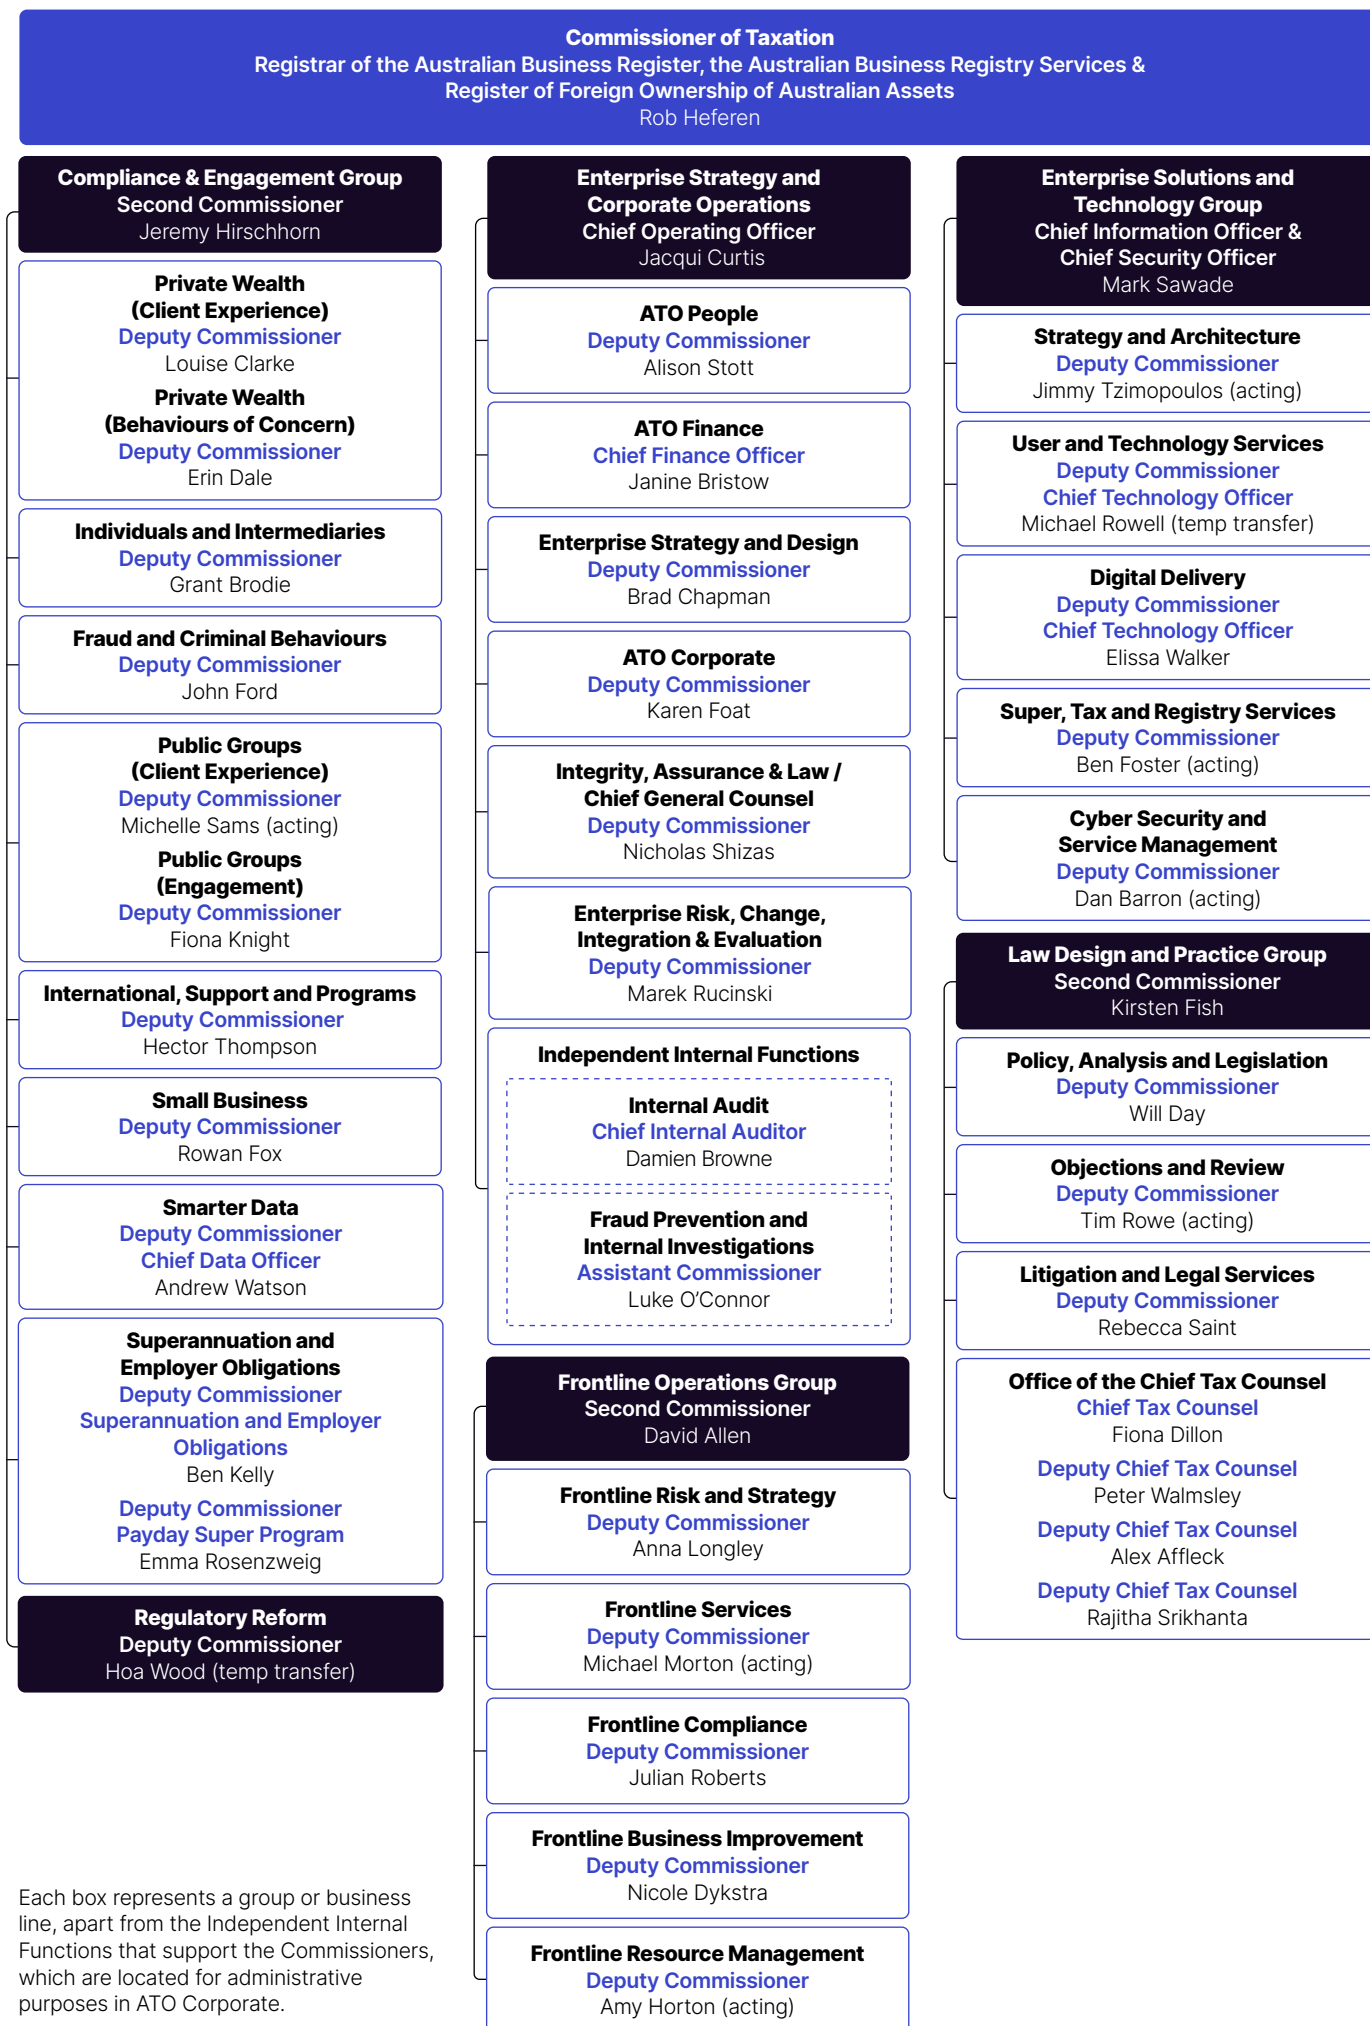 Commissioner of Taxation
Registrar of the Australian Business Register, the Australian Business Registry Services &
Register of Foreign Ownership of Australian Assets
Rob Heferen
Compliance & Engagement Group
Second Commissioner
Jeremy Hirschhorn
Private Wealth
(Client Experience)
Deputy Commissioner
Louise Clarke
Private Wealth
(Behaviours of Concern)
Deputy Commissioner
Erin Dale
Individuals and Intermediaries
Deputy Commissioner
Grant Brodie
Fraud and Criminal Behaviours
Deputy Commissioner
John Ford
Public Groups
(Client Experience)
Deputy Commissioner
Michelle Sams (acting)
Public Groups
(Engagement)
Deputy Commissioner
Fiona Knight
International, Support and Programs
Deputy Commissioner
Hector Thompson
Small Business
Deputy Commissioner
Rowan Fox
Smarter Data
Deputy Commissioner
Chief Data Officer
Andrew Watson
Superannuation and
Employer Obligations
Deputy Commissioner
Superannuation and Employer
Obligations
Ben Kelly
Deputy Commissioner
Payday Super Program
Emma Rosenzweig
Regulatory Reform
Deputy Commissioner
Hoa Wood (temp transfer)
Each box represents a group or business
line, apart from the Independent Internal
Functions that support the Commissioners,
which are located for administrative
purposes in ATO Corporate.
Enterprise Strategy and
Corporate Operations
Chief Operating Officer
Jacqui Curtis
ATO People
Deputy Commissioner
Alison Stott
ATO Finance
Chief Finance Officer
Janine Bristow
Enterprise Strategy and Design
Deputy Commissioner
Brad Chapman
ATO Corporate
Deputy Commissioner
Karen Foat
Integrity, Assurance & Law /
Chief General Counsel
Deputy Commissioner
Nicholas Shizas
Enterprise Risk, Change,
Integration & Evaluation
Deputy Commissioner
Marek Rucinski
Independent Internal Functions
Internal Audit
Chief Internal Auditor
Damien Browne
Fraud Prevention and
Internal Investigations
Assistant Commissioner
Luke O’Connor
Frontline Operations Group
Second Commissioner
David Allen
Frontline Risk and Strategy
Deputy Commissioner
Anna Longley
Frontline Services
Deputy Commissioner
Michael Morton (acting)
Frontline Compliance
Deputy Commissioner
Julian Roberts
Frontline Business Improvement
Deputy Commissioner
Nicole Dykstra
Frontline Resource Management
Deputy Commissioner
Amy Horton (acting)
Enterprise Solutions and
Technology Group
Chief Information Officer &
Chief Security Officer
Mark Sawade
Strategy and Architecture
Deputy Commissioner
Jimmy Tzimopoulos (acting)
User and Technology Services
Deputy Commissioner
Chief Technology Officer
Michael Rowell (temp transfer)
Digital Delivery
Deputy Commissioner
Chief Technology Officer
Elissa Walker
Super, Tax and Registry Services
Deputy Commissioner
Ben Foster (acting)
Cyber Security and
Service Management
Deputy Commissioner
Dan Barron (acting)
Law Design and Practice Group
Second Commissioner
Kirsten Fish
Policy, Analysis and Legislation
Deputy Commissioner
Will Day
Objections and Review
Deputy Commissioner
Tim Rowe (acting)
Litigation and Legal Services
Deputy Commissioner
Rebecca Saint
Office of the Chief Tax Counsel
Chief Tax Counsel
Fiona Dillon
Deputy Chief Tax Counsel
Peter Walmsley
Deputy Chief Tax Counsel
Alex Affleck
Deputy Chief Tax Counsel
Rajitha Srikhanta